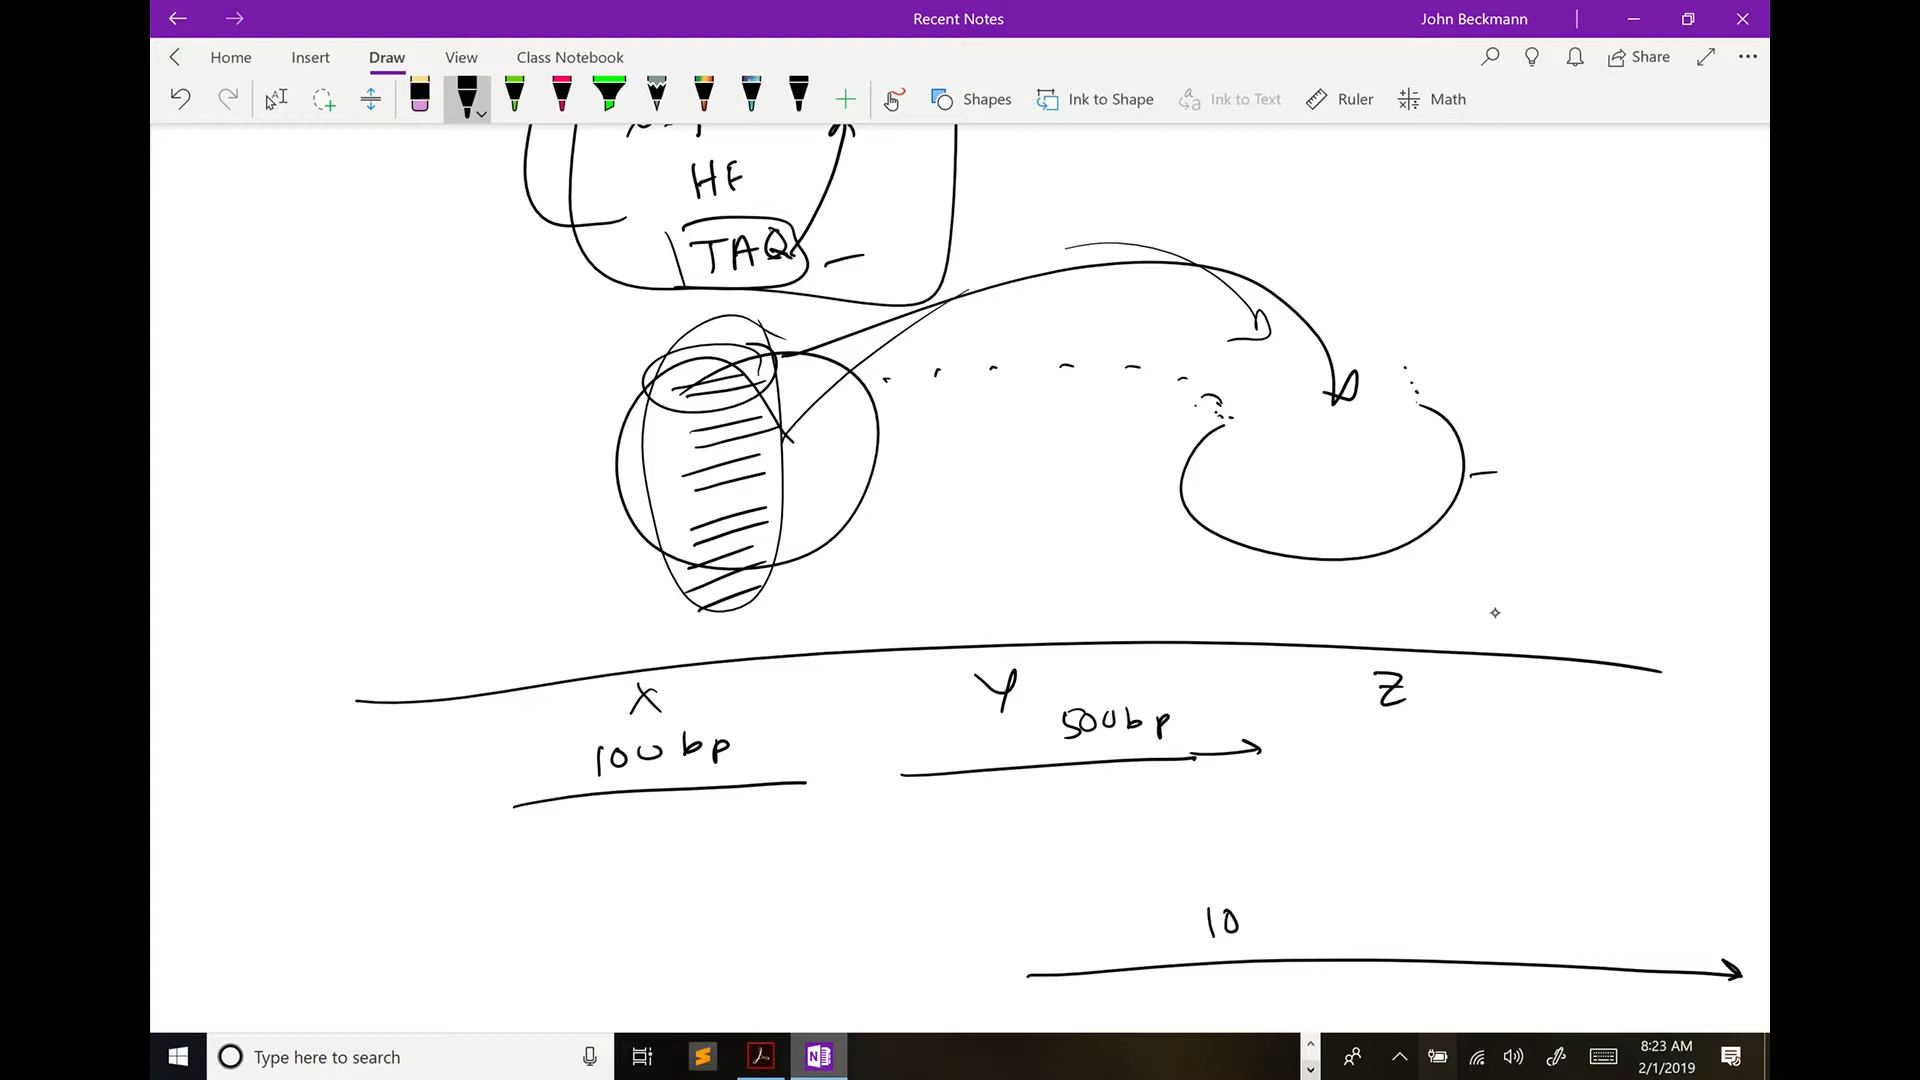 Recent Notes
John Beckmann
Home Insert Draw View Class Notebook
Share
Shapes Ink to Shape Ink to Text Ruler Math
HF
TAQ
X Y Z
500bp
100bp
10
Type here to search
8:23 AM
2/1/2019